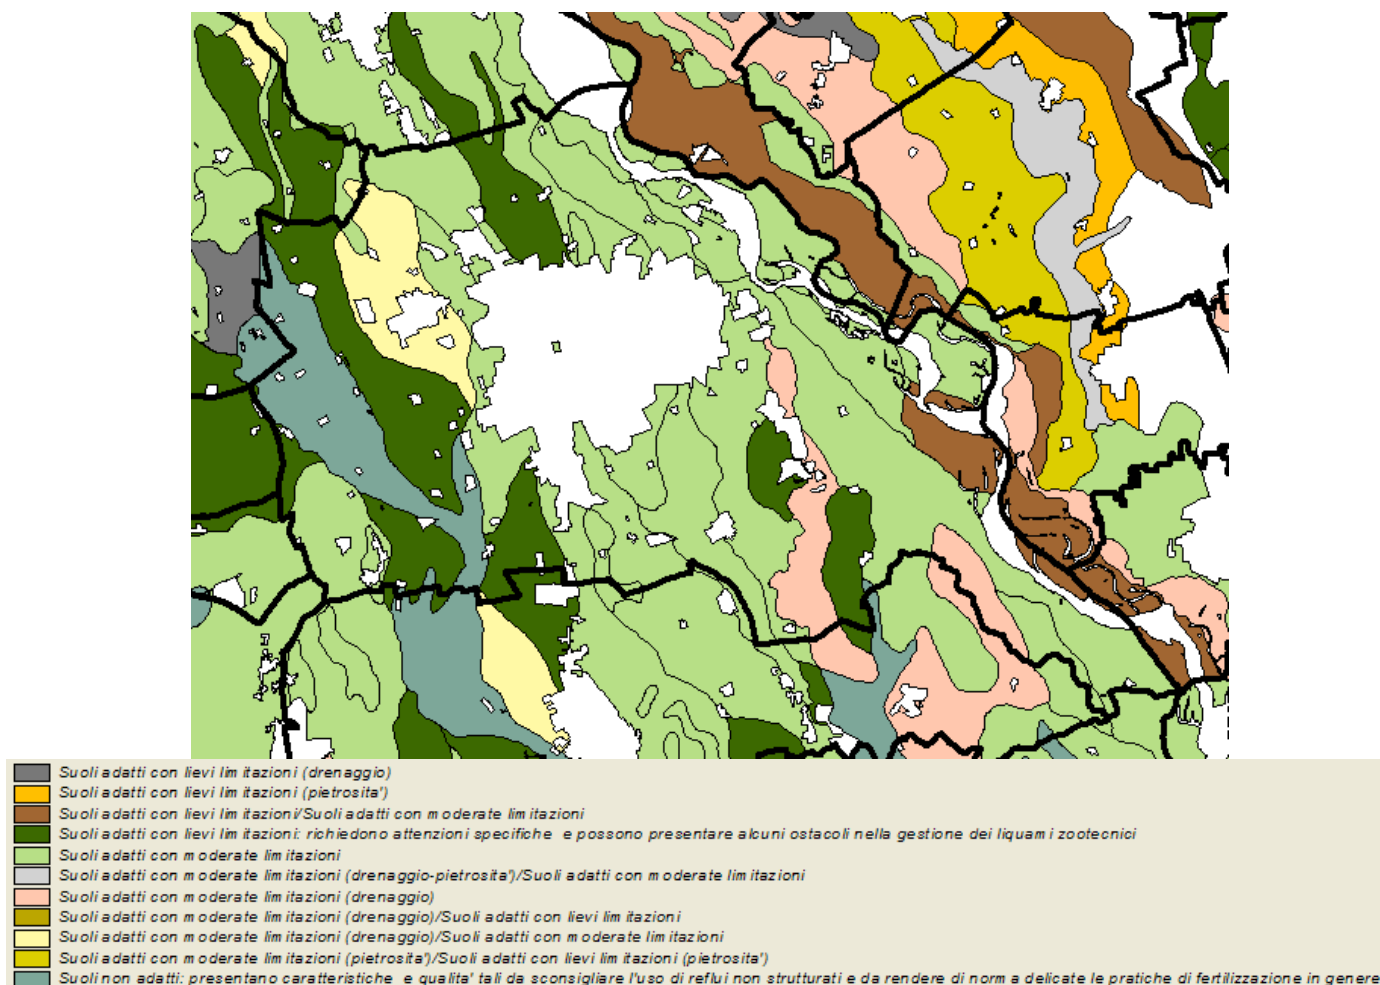 Suoli adatti con lievi limitazioni (drenaggio)
Suoli adatti con lievi limitazioni (pietrosita')
Suoli adatti con lievi limitazioni/Suoli adatti con moderate limitazioni
Suoli adatti con lievi limitazioni: richiedono attenzioni specifiche e possono presentare alcuni ostacoli nella gestione dei liquami zootecnici
Suoli adatti con moderate limitazioni
Suoli adatti con moderate limitazioni (drenaggio-pietrosita')/Suoli adatti con moderate limitazioni
Suoli adatti con moderate limitazioni (drenaggio)
Suoli adatti con moderate limitazioni (drenaggio)/Suoli adatti con lievi limitazioni
Suoli adatti con moderate limitazioni (drenaggio)/Suoli adatti con moderate limitazioni
Suoli adatti con moderate limitazioni (pietrosita')/Suoli adatti con lievi limitazioni (pietrosita')
Suoli non adatti: presentano caratteristiche e qualita' tali da sconsigliare l'uso di reflui non strutturati e da rendere di norma delicate le pratiche di fertilizzazione in genere